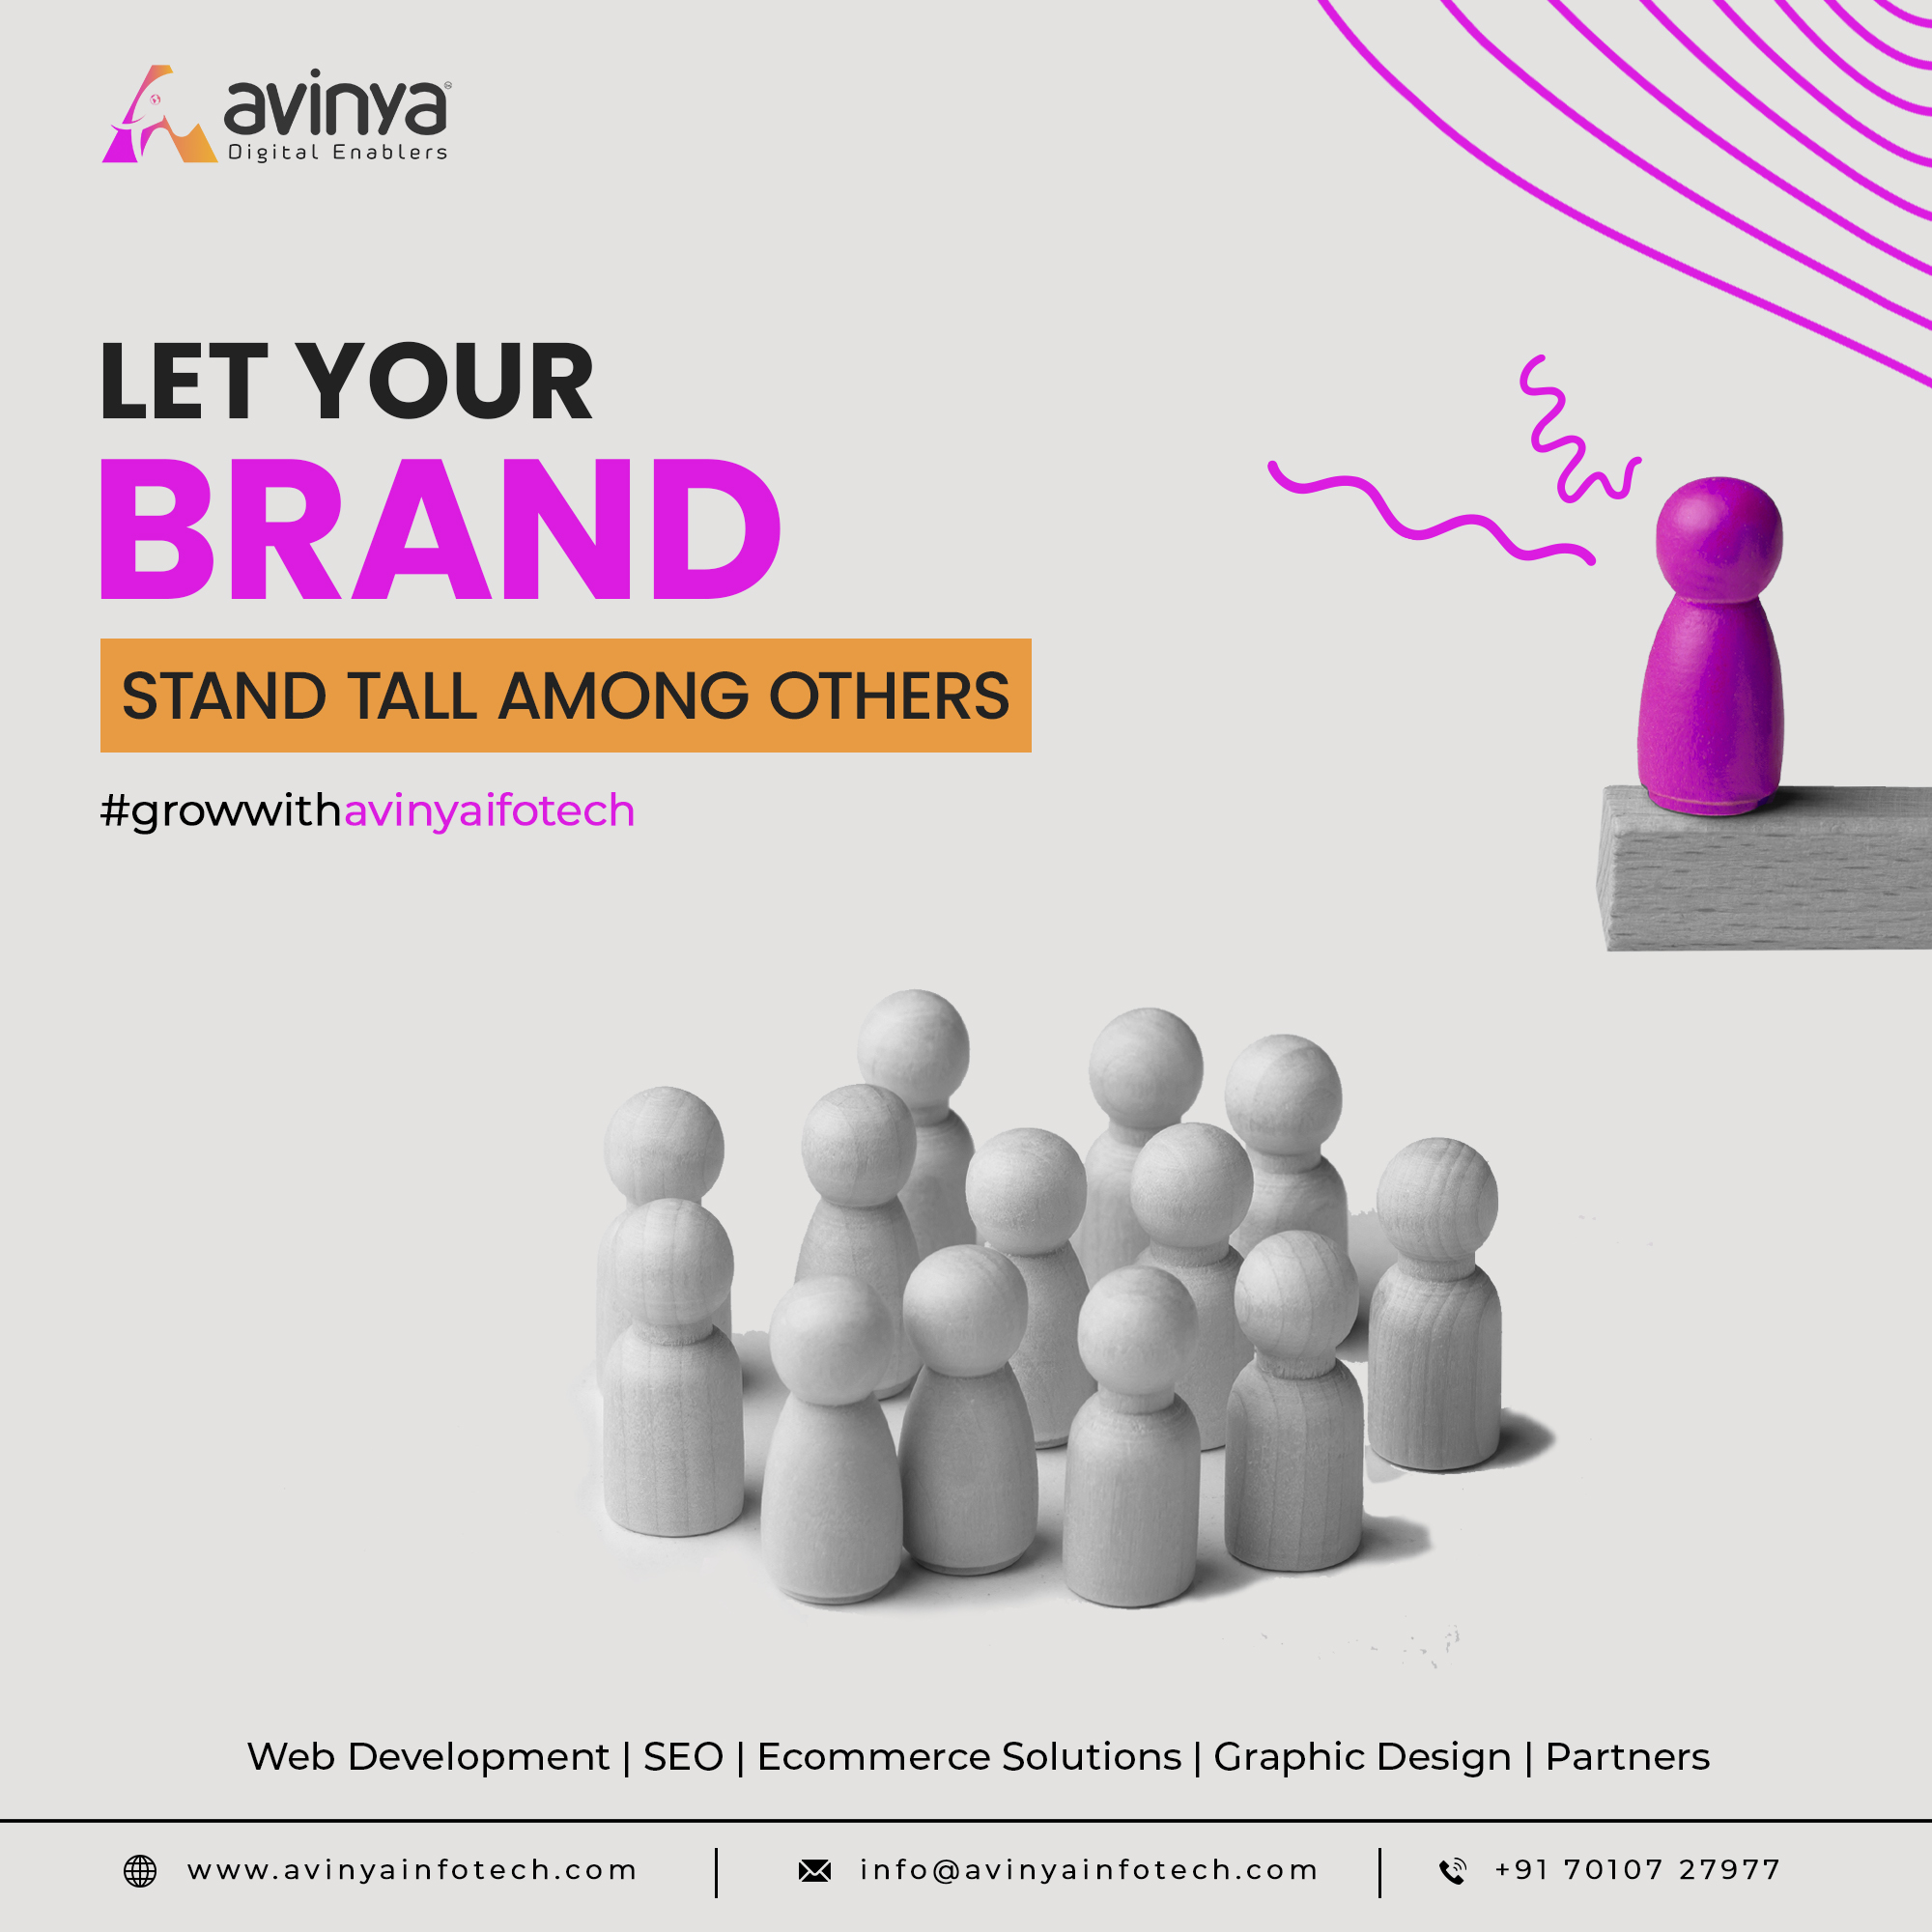 avinya
Digital Enablers
LET YOUR
BRAND
STAND TALL AMONG OTHERS
#growwithavinyaifotech
Web Development | SEO | Ecommerce Solutions | Graphic Design | Partners
www.avinyainfotech.com
info@avinyainfotech.com
+91 70107 27977